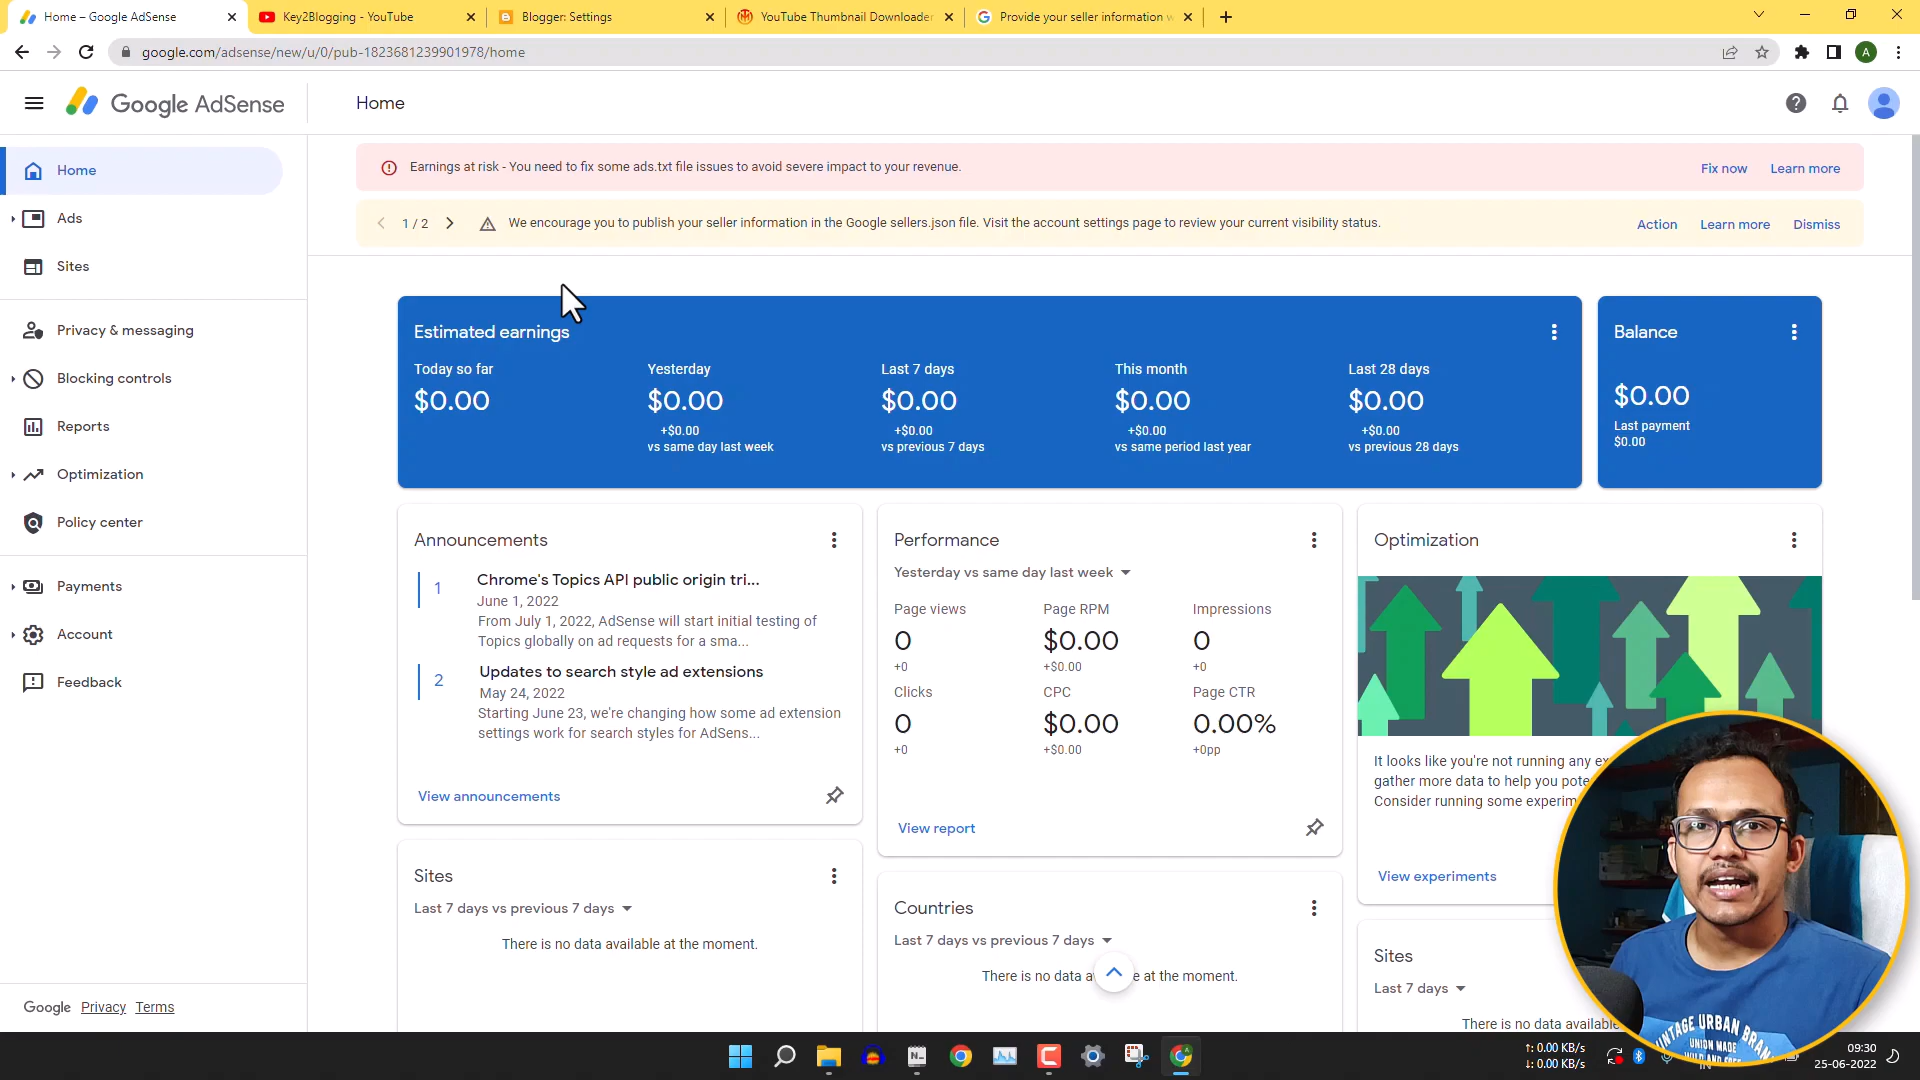 Home – Google AdSense
Key2Blogging - YouTube
Blogger: Settings
YouTube Thumbnail Downloader
Provide your seller information
google.com/adsense/new/u/0/pub-1823681239901978/home
A
Google AdSense
Home
Home
Ads
Sites
Privacy & messaging
Blocking controls
Reports
Optimization
Policy center
Payments
Account
Feedback
Google Privacy Terms
Earnings at risk - You need to fix some ads.txt file issues to avoid severe impact to your revenue.
Fix now Learn more
1 / 2
We encourage you to publish your seller information in the Google sellers.json file. Visit the account settings page to review your current visibility status.
Action Learn more Dismiss
Estimated earnings
Today so far
$0.00
Yesterday
$0.00
+$0.00
vs same day last week
Last 7 days
$0.00
+$0.00
vs previous 7 days
This month
$0.00
+$0.00
vs same period last year
Last 28 days
$0.00
+$0.00
vs previous 28 days
Balance
$0.00
Last payment
$0.00
Announcements
1
Chrome's Topics API public origin tri...
June 1, 2022
From July 1, 2022, AdSense will start initial testing of
Topics globally on ad requests for a sma...
2
Updates to search style ad extensions
May 24, 2022
Starting June 23, we're changing how some ad extension
settings work for search styles for AdSens...
View announcements
Performance
Yesterday vs same day last week
Page views
0
+0
Page RPM
$0.00
+$0.00
Impressions
0
+0
Clicks
0
+0
CPC
$0.00
+$0.00
Page CTR
0.00%
+0pp
View report
Optimization
It looks like you're not running any
gather more data to help you
Consider running some
View experiments
Sites
Last 7 days vs previous 7 days
There is no data available at the moment.
Countries
Last 7 days vs previous 7 days
There is no data at the moment.
Sites
Last 7 days
There is no data available
VINTAGE URBAN
UNION MADE
↑: 0.00 KB/s
↓: 0.00 KB/s
09:30
25-06-2022